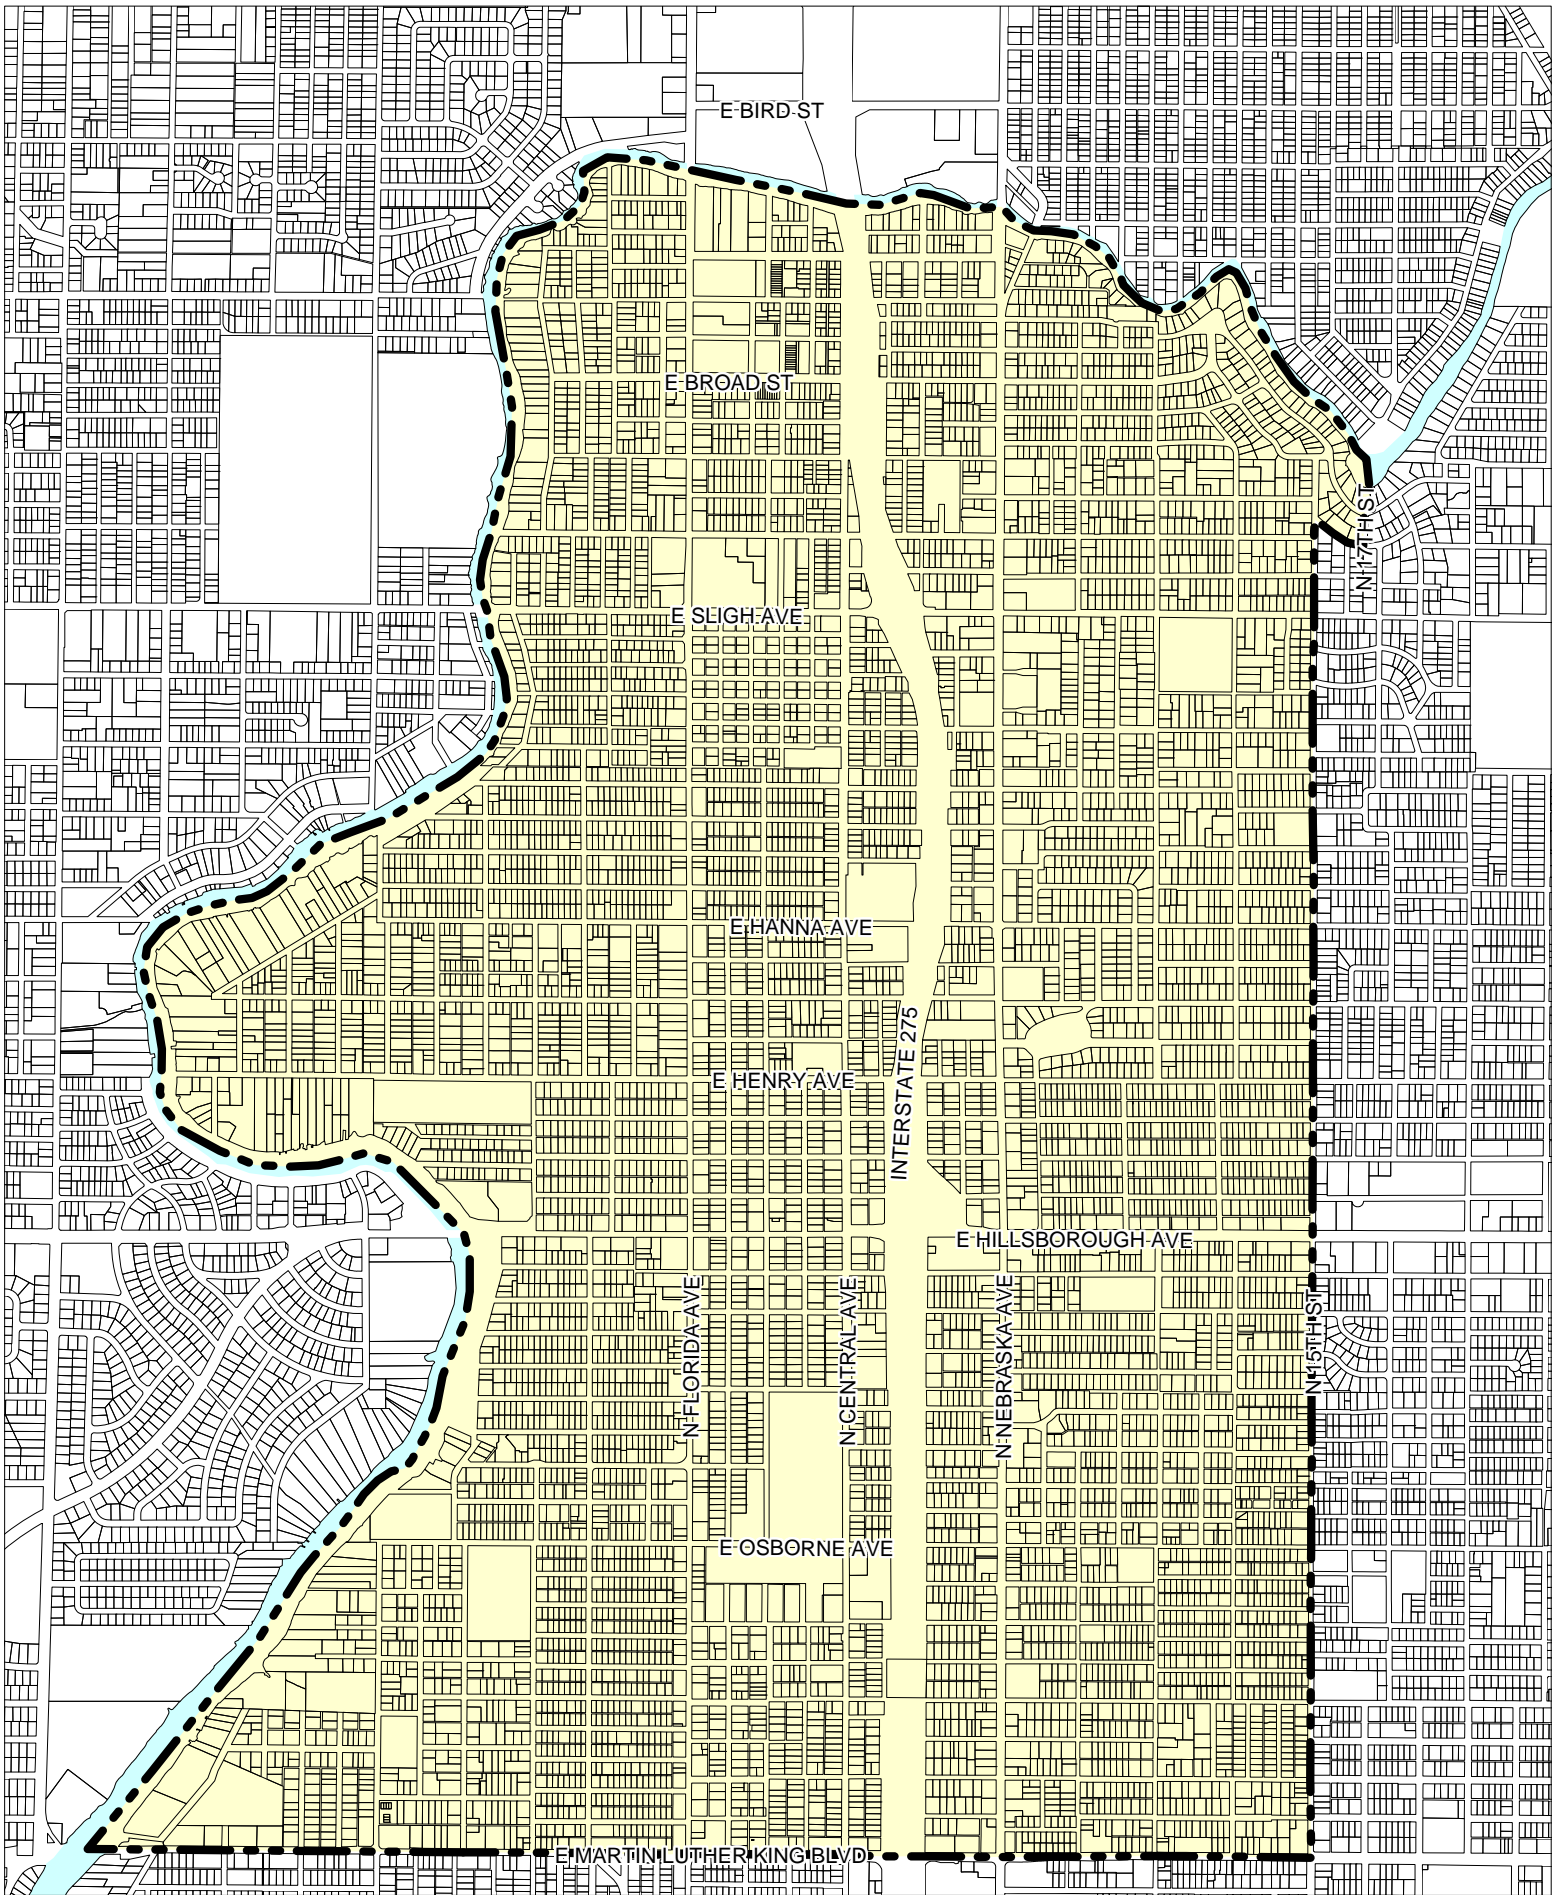 E BIRD ST
E BROAD ST
N 17TH ST
E SLIGH AVE
E HANNA AVE
INTERSTATE 275
E HENRY AVE
E HILLSBOROUGH AVE
N FLORIDA AVE
N CENTRAL AVE
N NEBRASKA AVE
N 15TH ST
E OSBORNE AVE
E MARTIN LUTHER KING BLVD